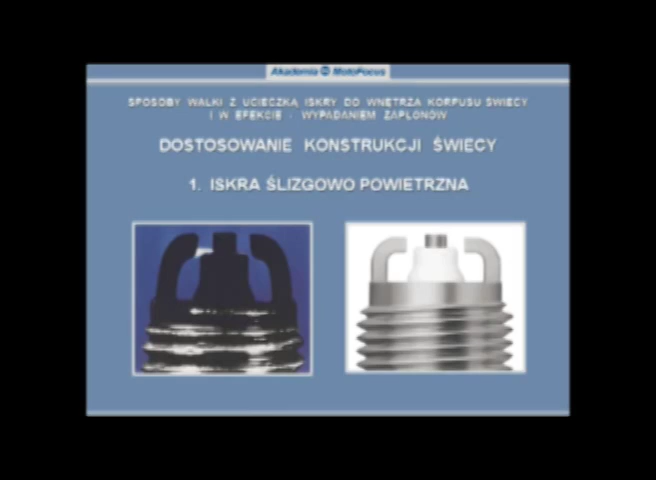 Akademia MotoFocus
SPOSOBY WALKI Z UCIECZKĄ ISKRY DO WNĘTRZA KORPUSU ŚWIECY
I W EFEKCIE - WYPADANIEM ZAPŁONÓW
DOSTOSOWANIE KONSTRUKCJI ŚWIECY
1. ISKRA ŚLIZGOWO POWIETRZNA